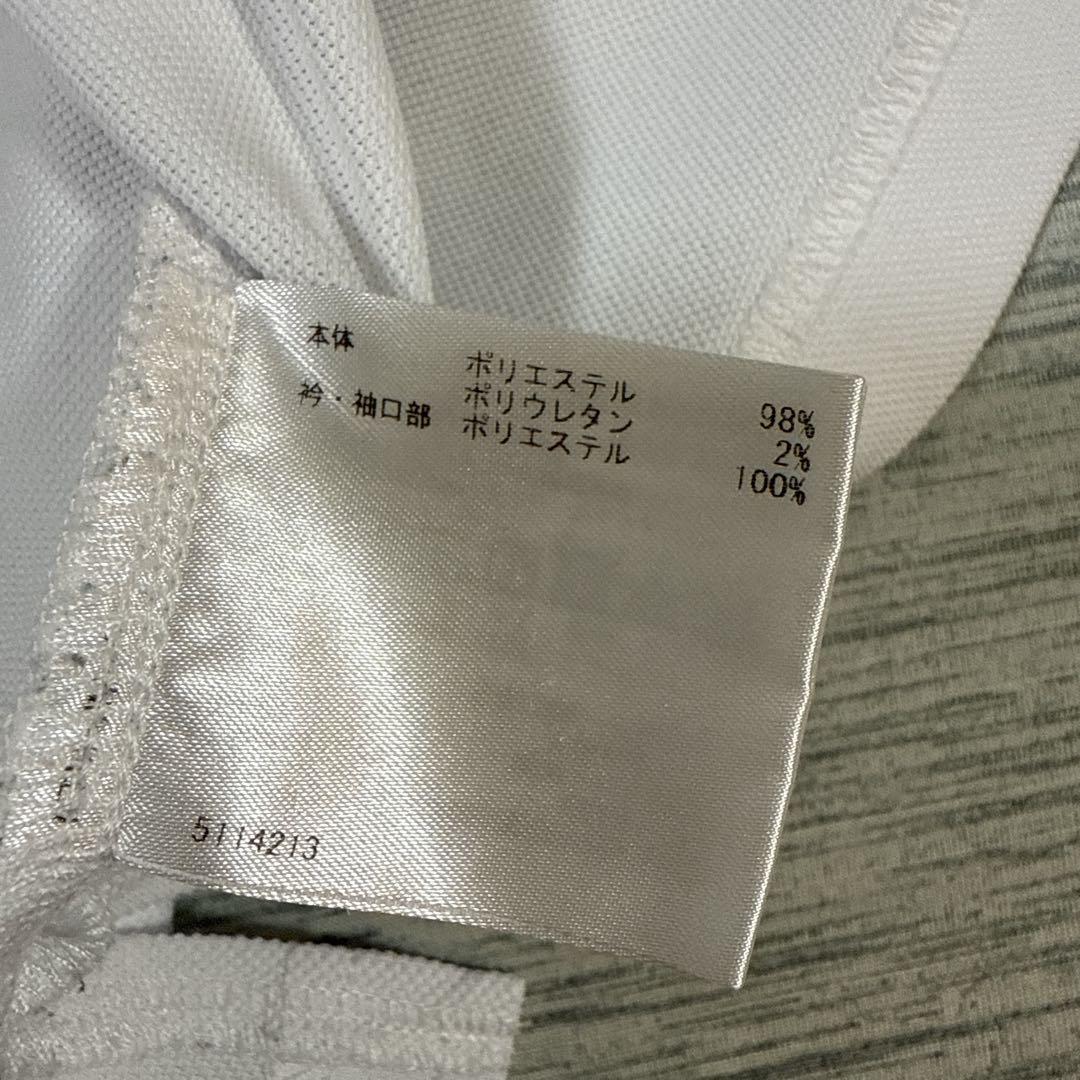 本体 ポリエステル 98%
ポリウレタン 2%
衿・袖口部 ポリエステル 100%
5114213